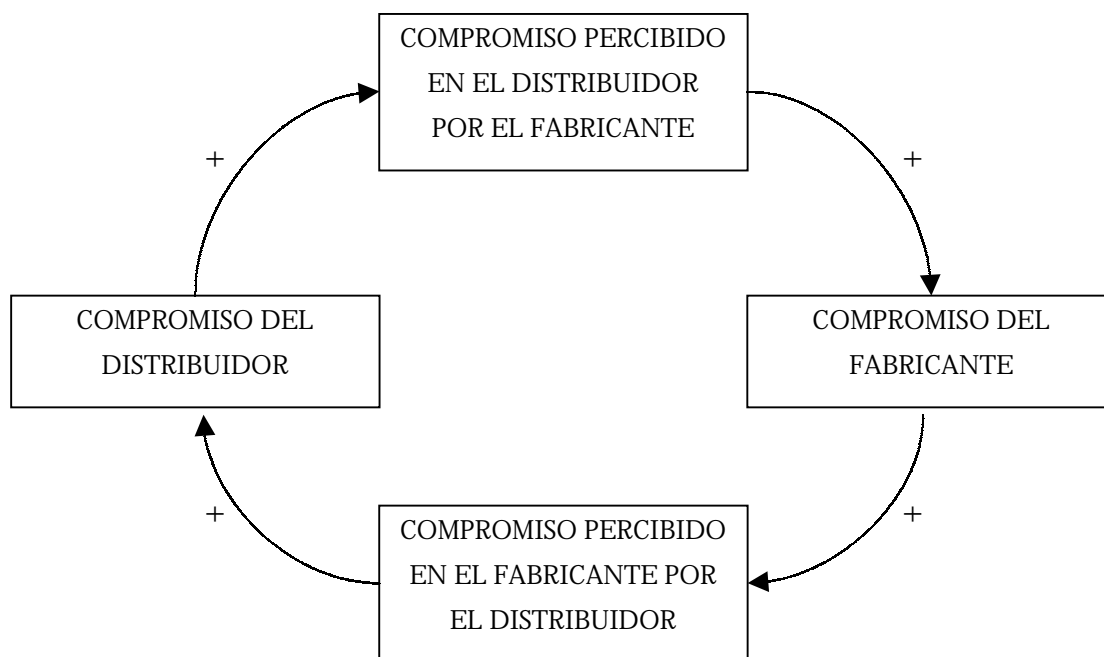 COMPROMISO PERCIBIDO
EN EL DISTRIBUIDOR
POR EL FABRICANTE
+
+
COMPROMISO DEL
DISTRIBUIDOR
COMPROMISO DEL
FABRICANTE
+
+
COMPROMISO PERCIBIDO
EN EL FABRICANTE POR
EL DISTRIBUIDOR